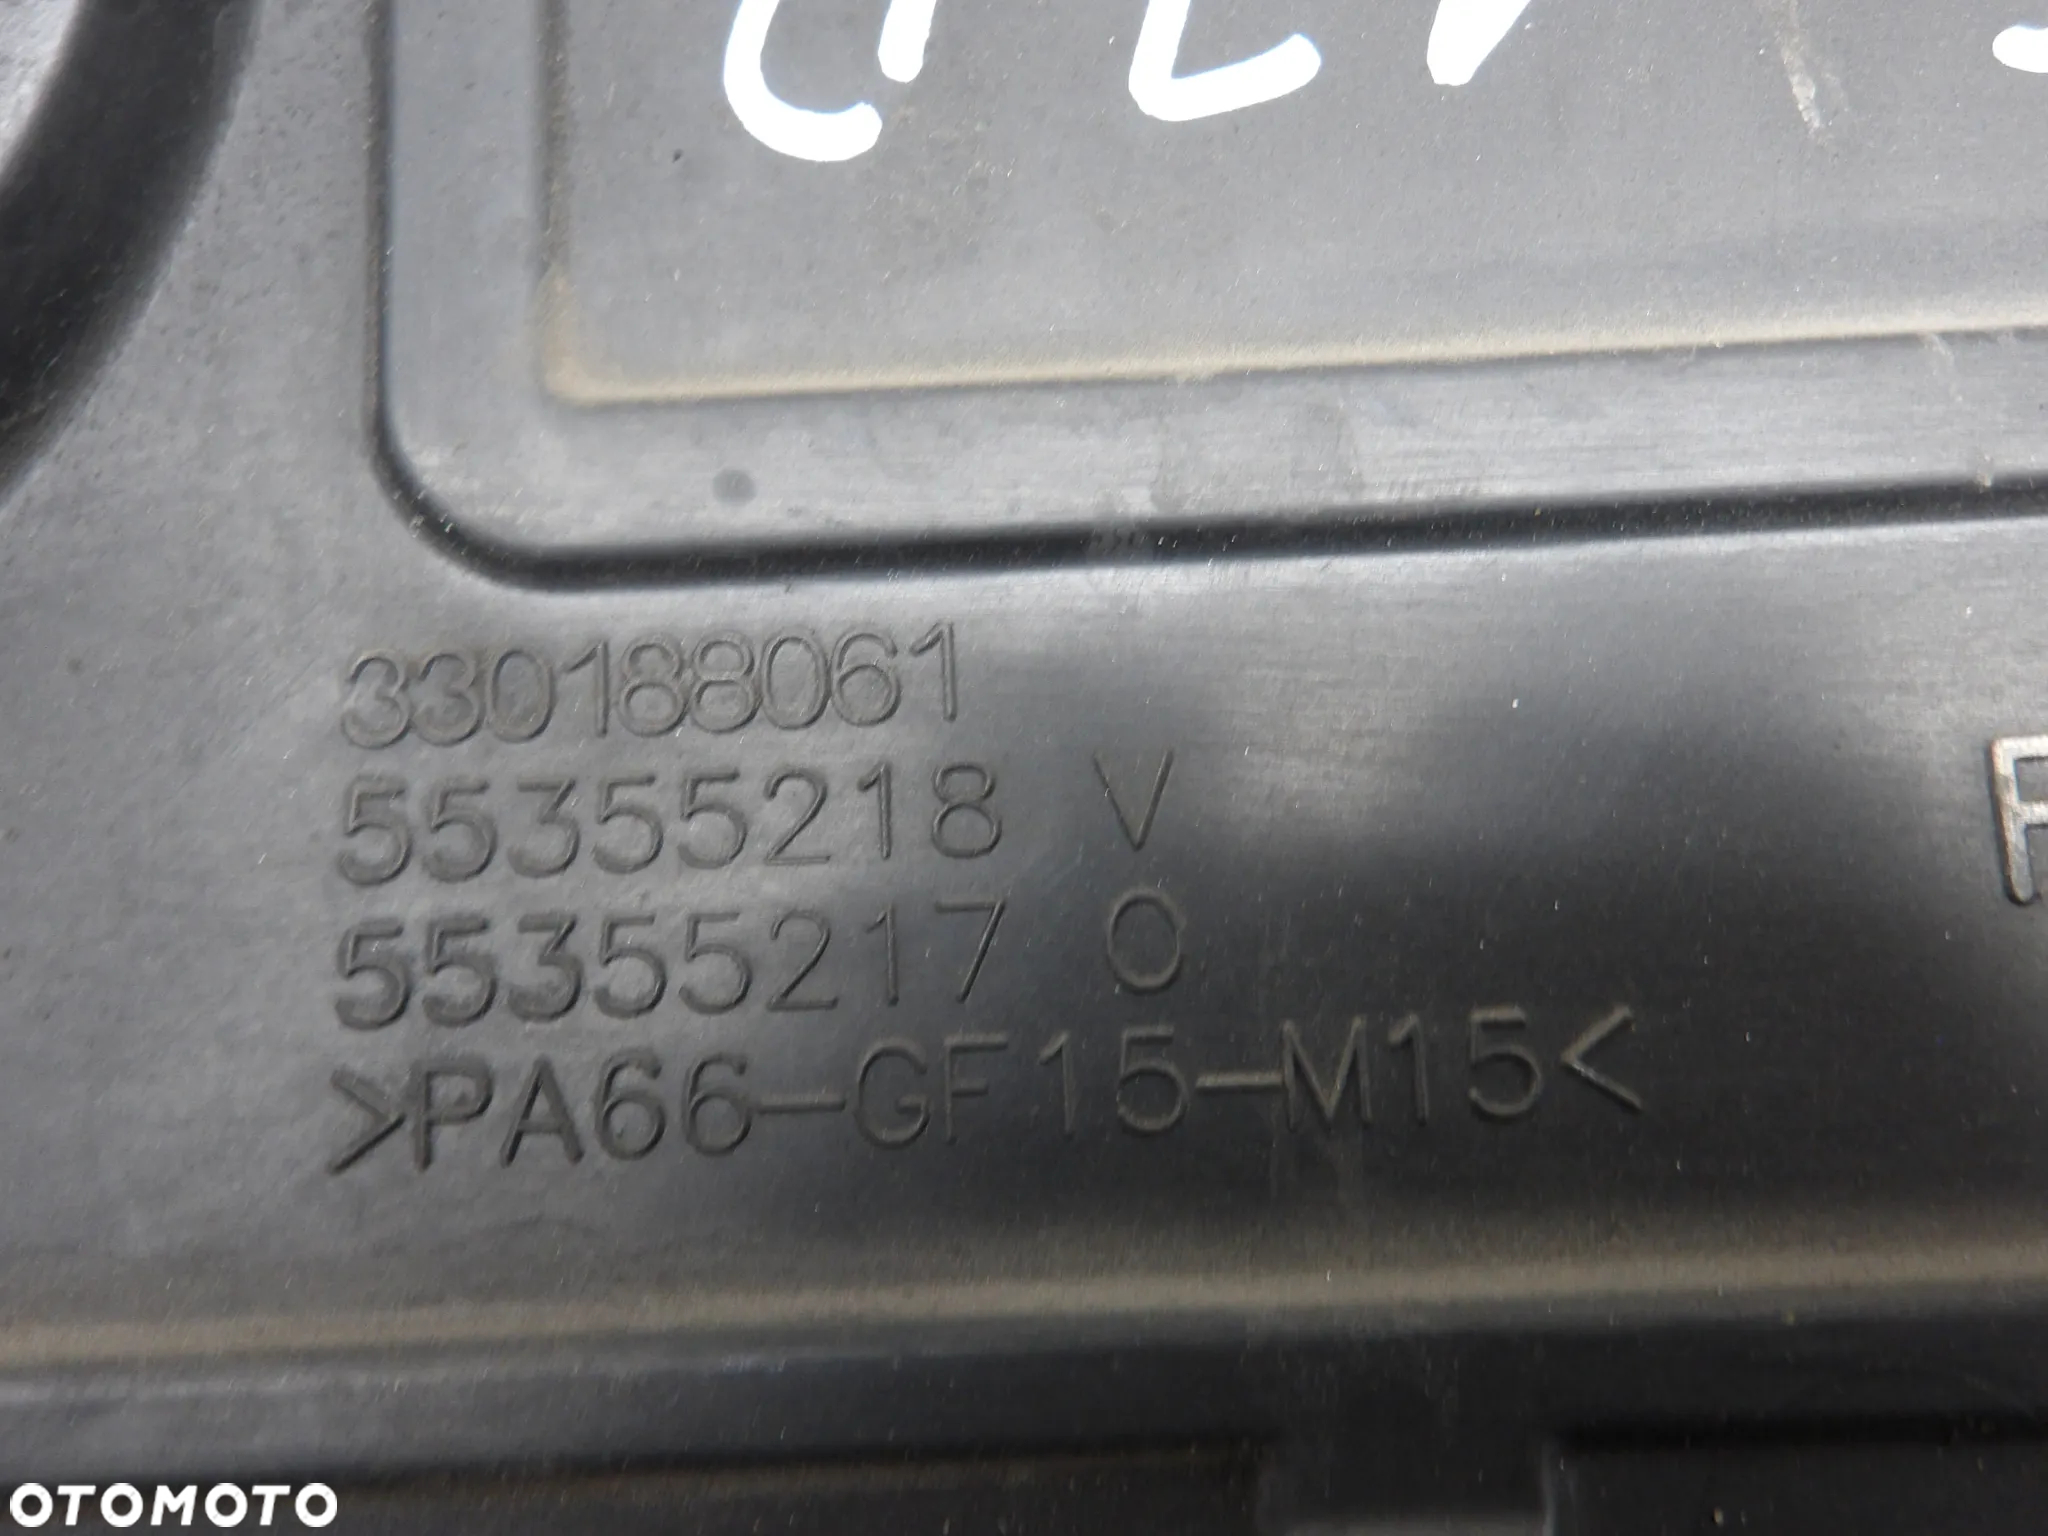 330188061
55355218 V
55355217 O
>PA66-GF15-M15<
OTOMOTO